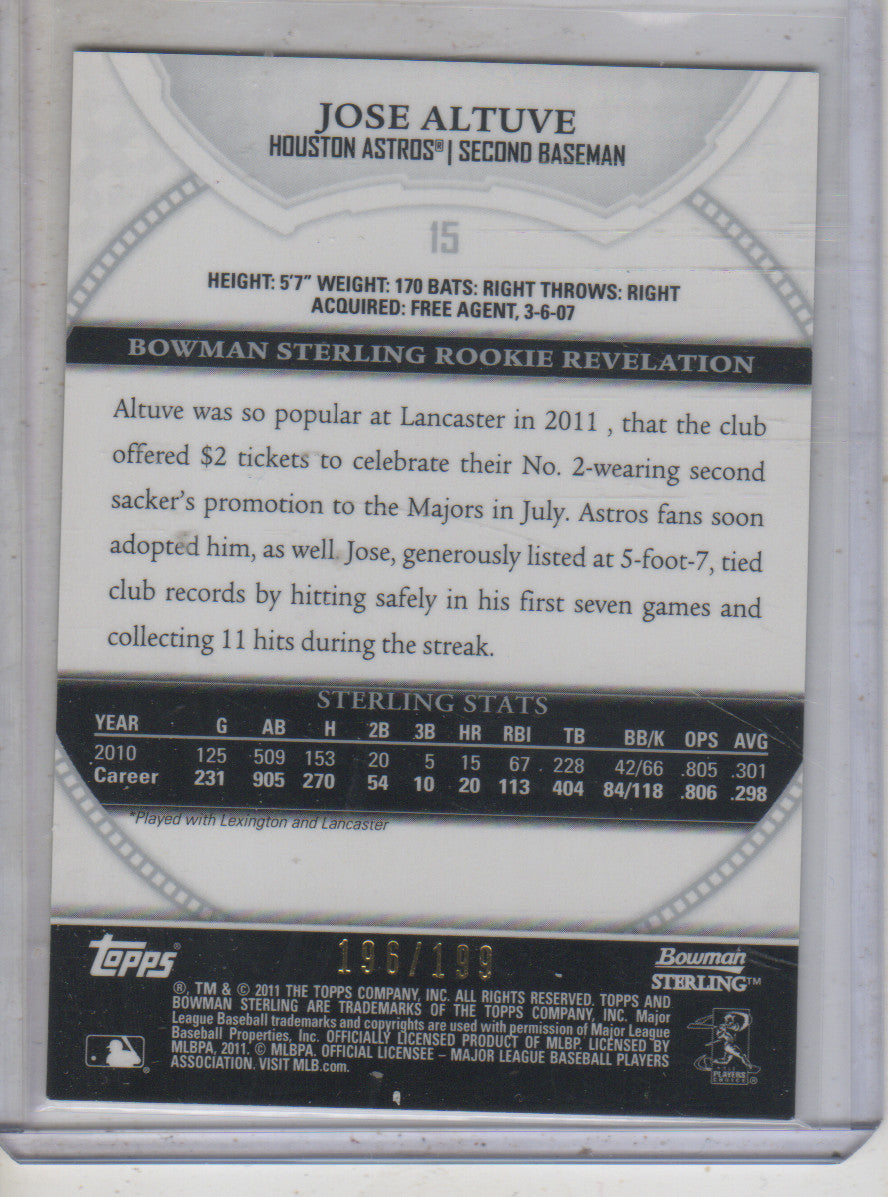 JOSE ALTUVE
HOUSTON ASTROS® | SECOND BASEMAN
15
HEIGHT: 5'7" WEIGHT: 170 BATS: RIGHT THROWS: RIGHT
ACQUIRED: FREE AGENT, 3-6-07
BOWMAN STERLING ROOKIE REVELATION
Altuve was so popular at Lancaster in 2011 , that the club
offered $2 tickets to celebrate their No. 2-wearing second
sacker's promotion to the Majors in July. Astros fans soon
adopted him, as well. Jose, generously listed at 5-foot-7, tied
club records by hitting safely in his first seven games and
collecting 11 hits during the streak.
STERLING STATS
YEAR G AB H 2B 3B HR RBI TB BB/K OPS AVG
2010 125 509 153 20 5 15 67 228 42/66 .805 .301
Career 231 905 270 54 10 20 113 404 84/118 .806 .298
*Played with Lexington and Lancaster
Topps®
196/199
Bowman
STERLING™
®, TM & © 2011 THE TOPPS COMPANY, INC. ALL RIGHTS RESERVED. TOPPS AND
BOWMAN STERLING ARE TRADEMARKS OF THE TOPPS COMPANY, INC. Major
League Baseball trademarks and copyrights are used with permission of Major League
Baseball Properties, Inc. OFFICIALLY LICENSED PRODUCT OF MLBP. LICENSED BY
MLBPA, 2011. © MLBPA. OFFICIAL LICENSEE – MAJOR LEAGUE BASEBALL PLAYERS
ASSOCIATION. VISIT MLB.com.
PLAYERS
CHOICE ®